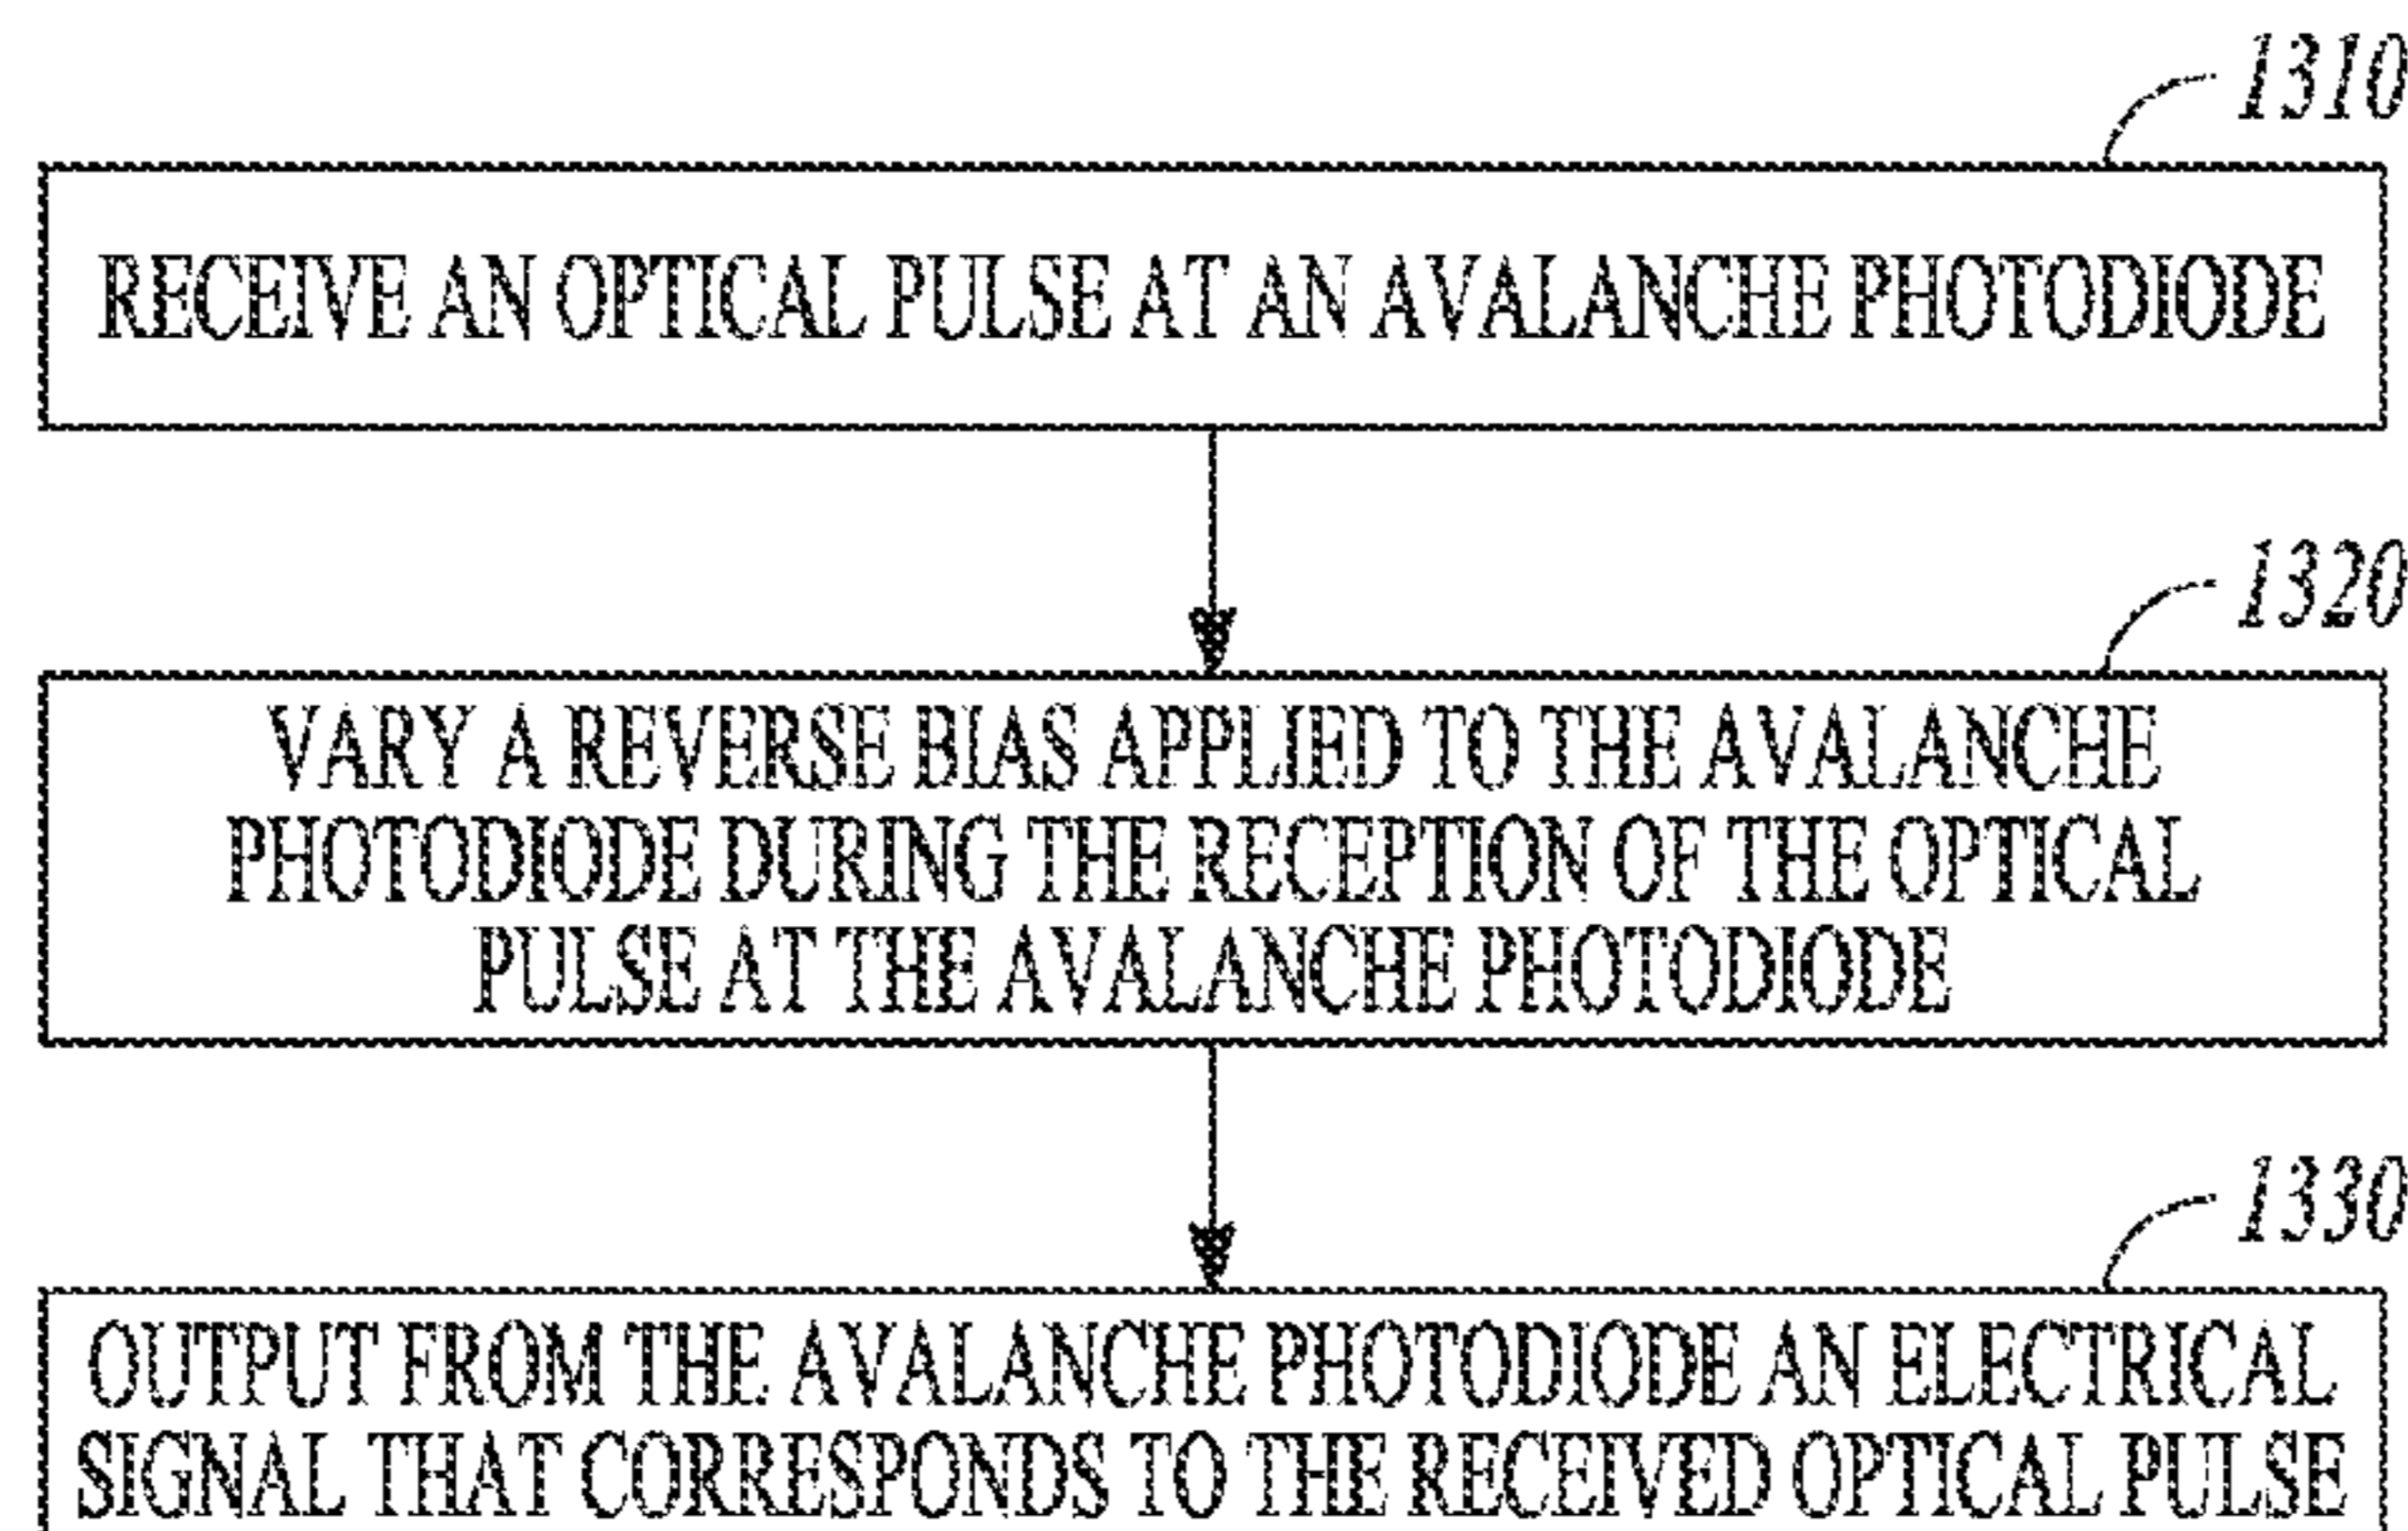 1310
RECEIVE AN OPTICAL PULSE AT AN AVALANCHE PHOTODIODE
1320
VARY A REVERSE BIAS APPLIED TO THE AVALANCHE
PHOTODIODE DURING THE RECEPTION OF THE OPTICAL
PULSE AT THE AVALANCHE PHOTODIODE
1330
OUTPUT FROM THE AVALANCHE PHOTODIODE AN ELECTRICAL
SIGNAL THAT CORRESPONDS TO THE RECEIVED OPTICAL PULSE